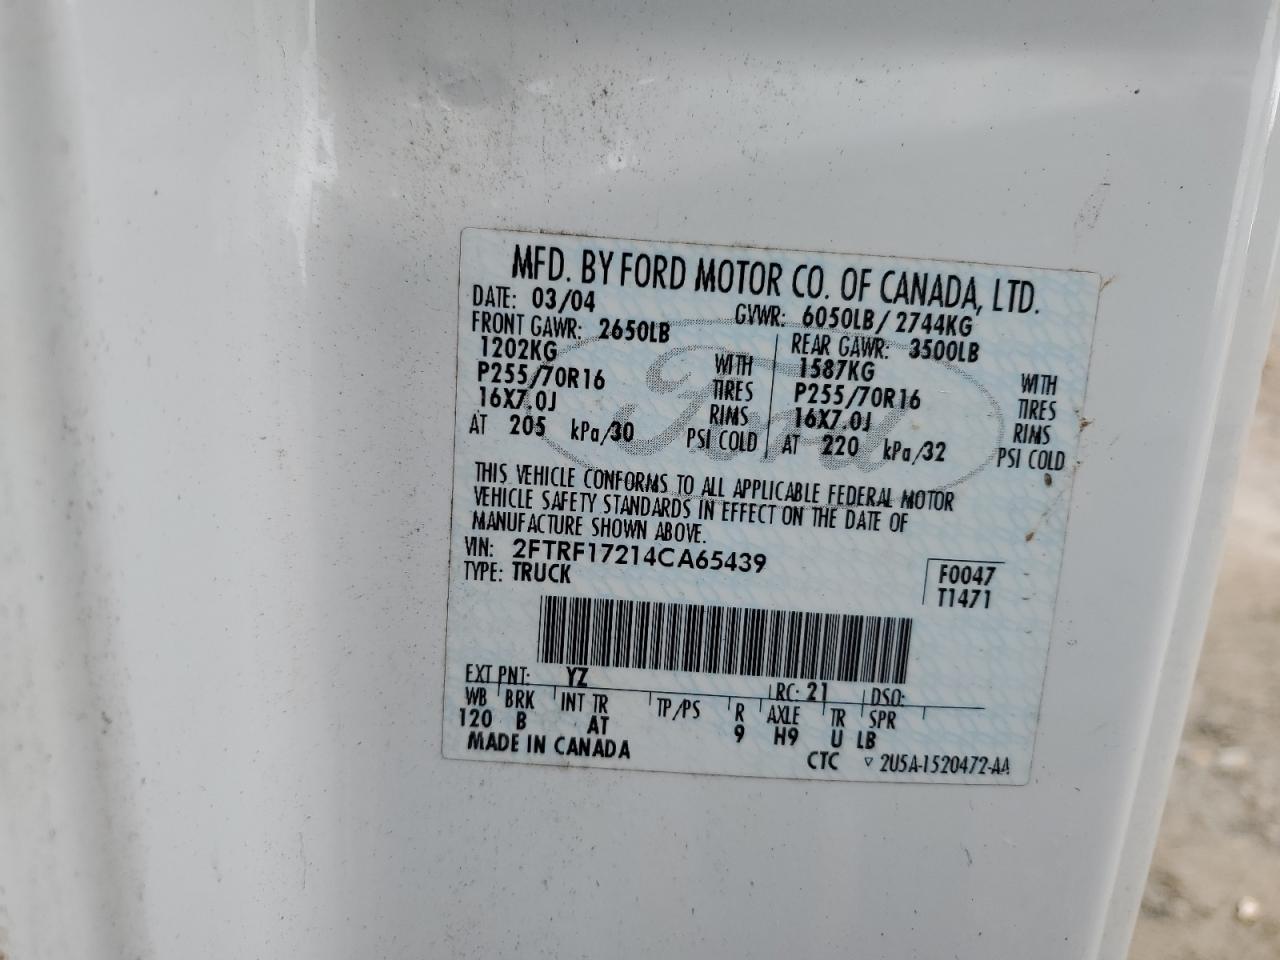 MFD. BY FORD MOTOR CO. OF CANADA, LTD.
DATE: 03/04 GVWR: 6050LB/2744KG
FRONT GAWR: 2650LB REAR GAWR: 3500LB
1202KG WITH 1587KG WITH
P255/70R16 TIRES P255/70R16 TIRES
16X7.0J RIMS 16X7.0J RIMS
AT 205 kPa/30 PSI COLD AT 220 kPa/32 PSI COLD
Ford
THIS VEHICLE CONFORMS TO ALL APPLICABLE FEDERAL MOTOR
VEHICLE SAFETY STANDARDS IN EFFECT ON THE DATE OF
MANUFACTURE SHOWN ABOVE.
VIN: 2FTRF17214CA65439 F0047
TYPE: TRUCK T1471
EXT PNT: YZ RC: 21 DSO:
WB BRK INT TR TP/PS R AXLE TR SPR
120 B AT 9 H9 U LB
MADE IN CANADA CTC ▽ 2U5A-1520472-AA